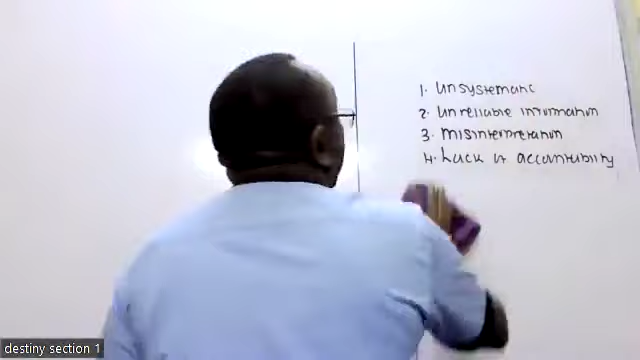 1. Unsystematic
2. Unreliable information
3. Misinterpretation
4. Lack of accountability
destiny section 1